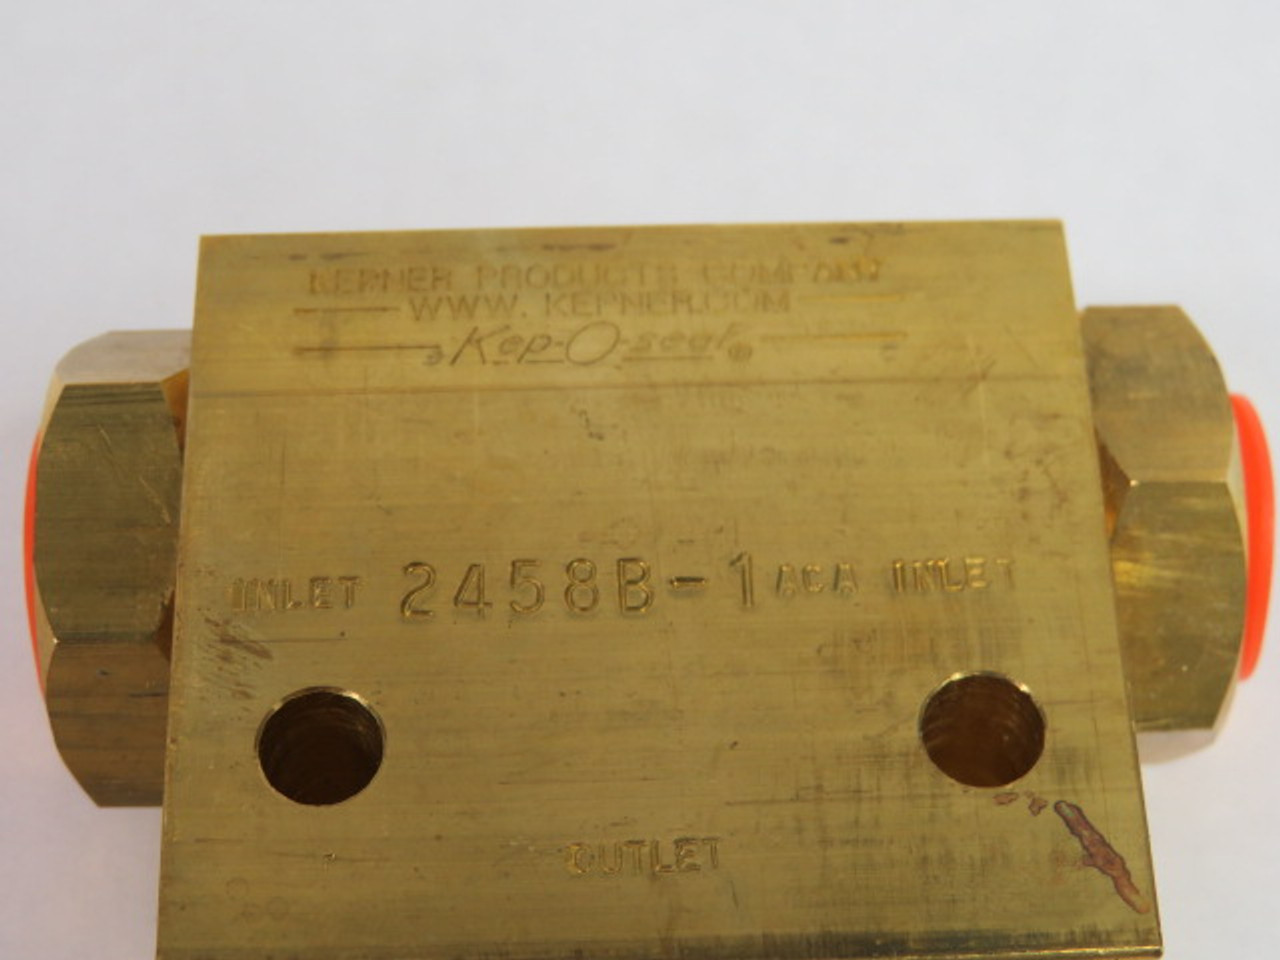 KEPNER PRODUCTS COMPANY
WWW.KEPNER.COM
Kep-O-seal®
INLET 2458B-1 ACA INLET
OUTLET